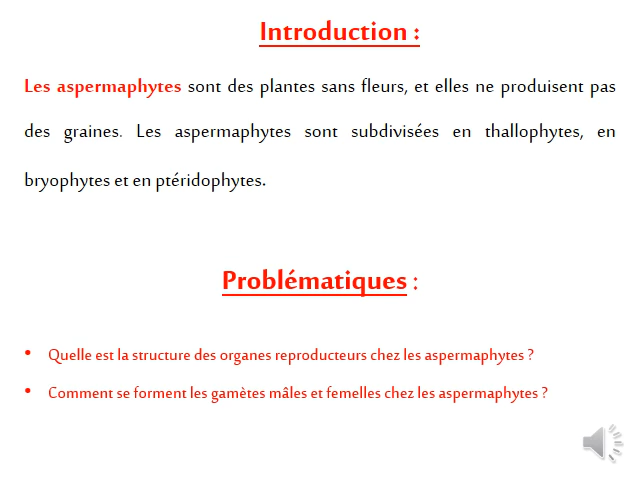 Introduction :
Les aspermaphytes sont des plantes sans fleurs, et elles ne produisent pas
des graines. Les aspermaphytes sont subdivisées en thallophytes, en
bryophytes et en ptéridophytes.
Problématiques :
• Quelle est la structure des organes reproducteurs chez les aspermaphytes ?
• Comment se forment les gamètes mâles et femelles chez les aspermaphytes ?